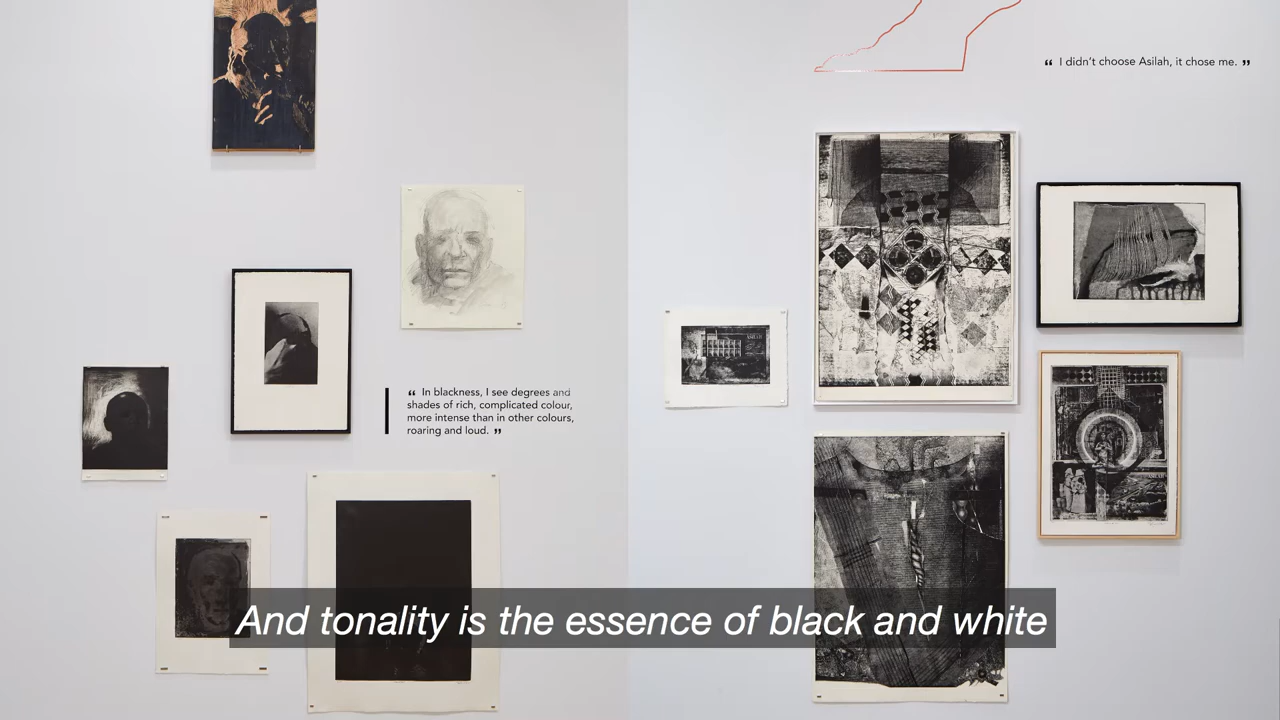 “ I didn’t choose Asilah, it chose me. ”
“ In blackness, I see degrees and
shades of rich, complicated colour,
more intense than in other colours,
roaring and loud. ”
And tonality is the essence of black and white